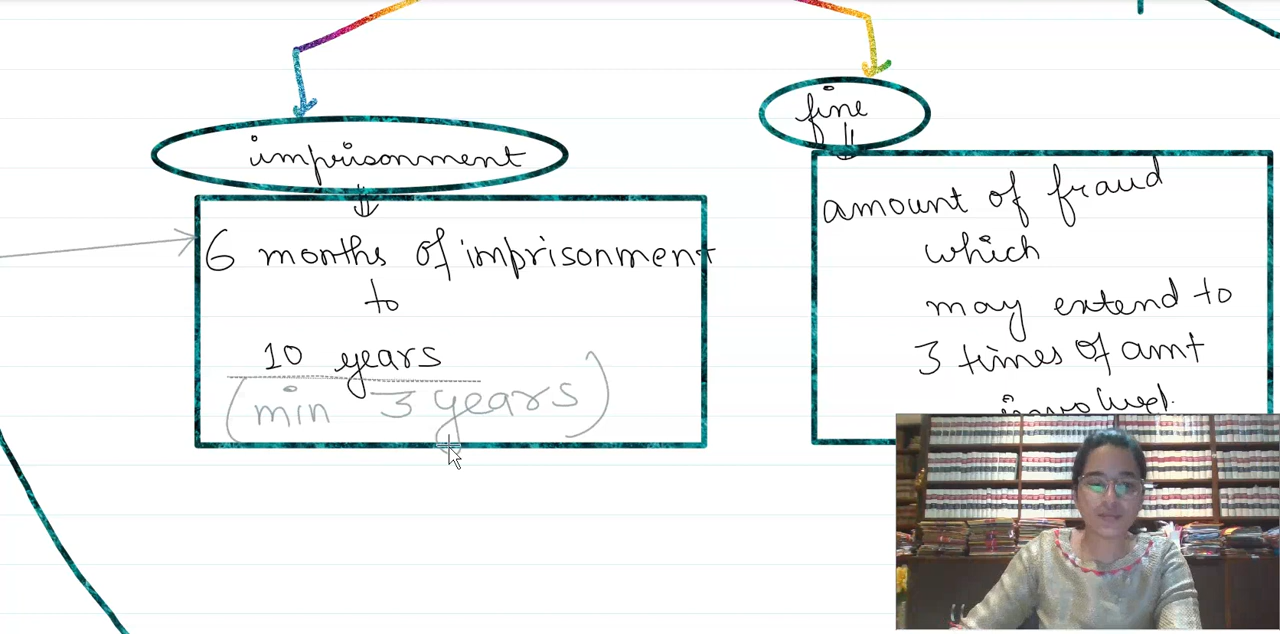 imprisonment
6 months of imprisonment
to
10 years
(min 3 years)
fine
amount of fraud
which
may extend to
3 times of amt
involved.